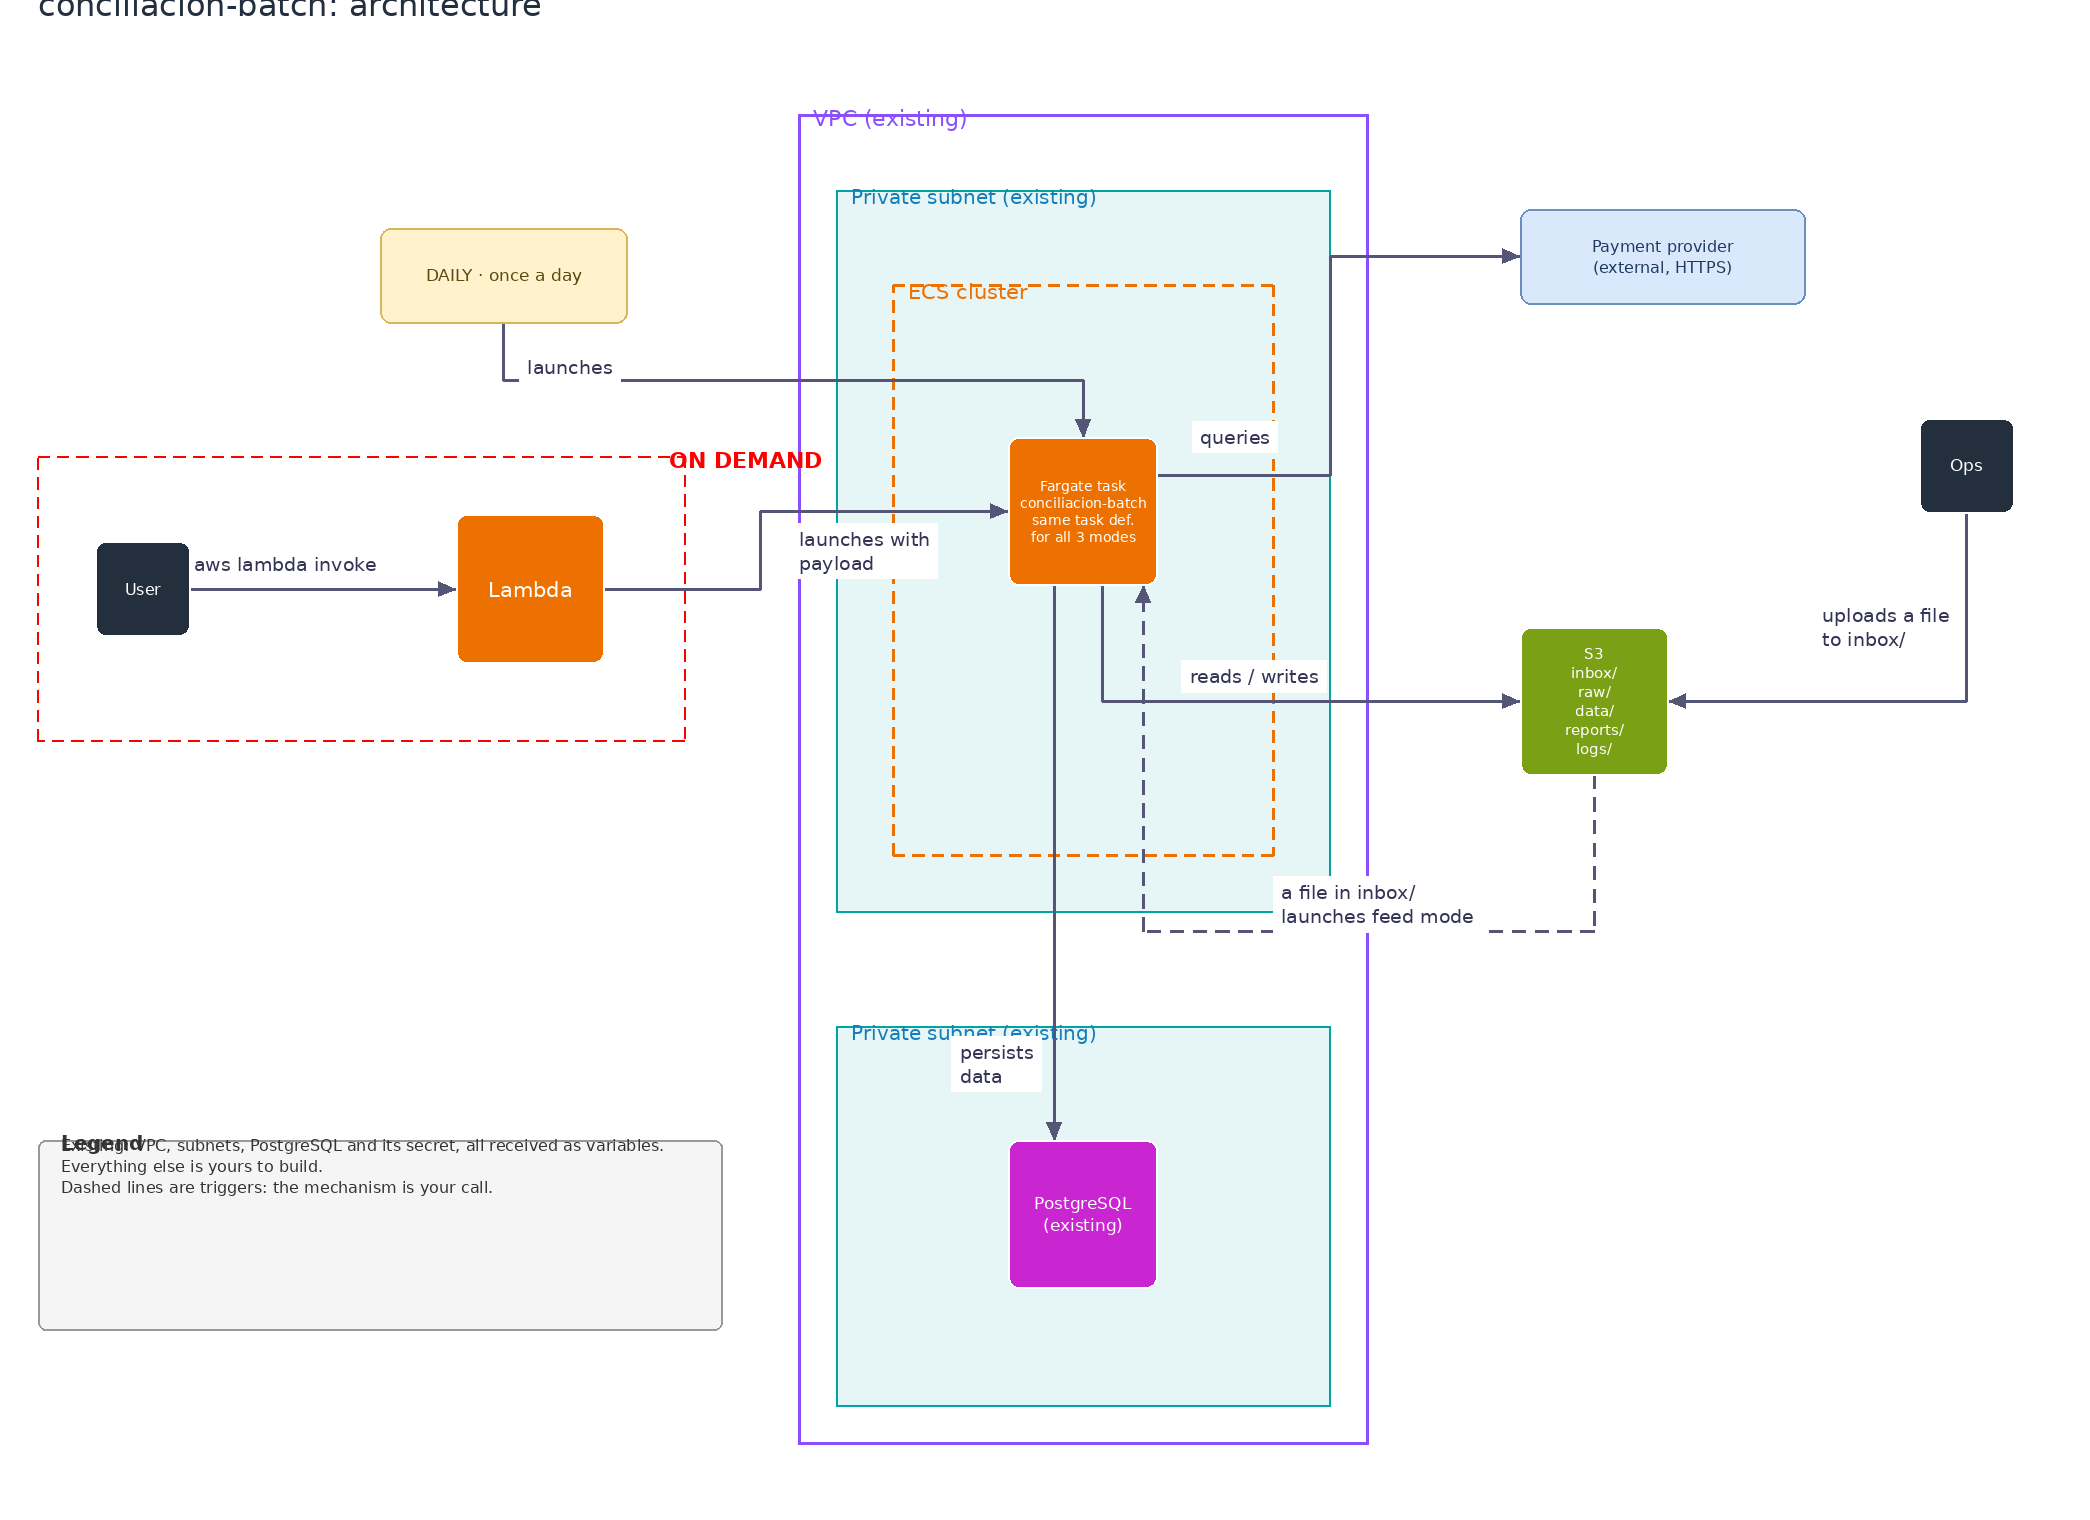 conciliacion-batch: architecture
VPC (existing)
Private subnet (existing)
DAILY · once a day
Payment provider
(external, HTTPS)
ECS cluster
launches
queries
ON DEMAND
Ops
Fargate task
conciliacion-batch
same task def.
for all 3 modes
launches with
payload
User
aws lambda invoke
Lambda
uploads a file
to inbox/
reads / writes
S3
inbox/
raw/
data/
reports/
logs/
a file in inbox/
launches feed mode
Private subnet (existing)
persists
data
Legend
Existing: VPC, subnets, PostgreSQL and its secret, all received as variables.
Everything else is yours to build.
Dashed lines are triggers: the mechanism is your call.
PostgreSQL
(existing)